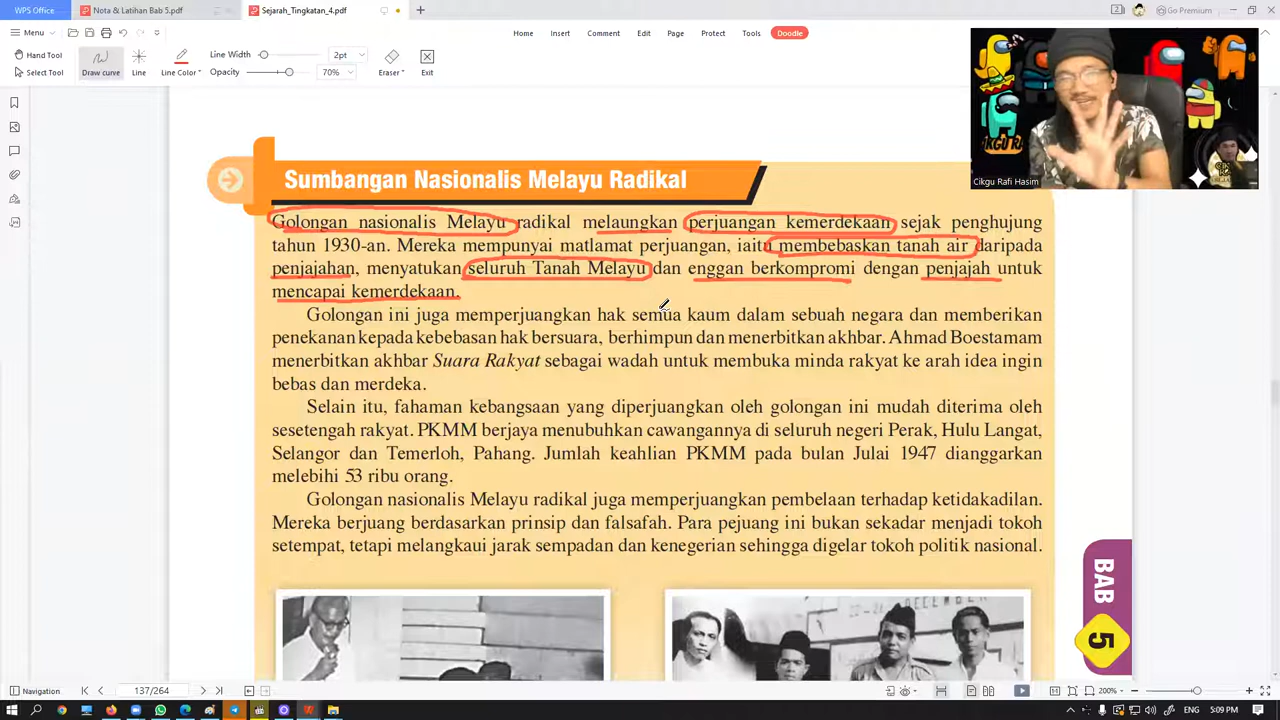 WPS Office
Nota & Latihan Bab 5.pdf
Sejarah_Tingkatan_4.pdf
Go Premium
Menu
Home Insert Comment Edit Page Protect Tools Doodle
Hand Tool
Select Tool
Draw curve
Line
Line Color
Line Width 2pt
Opacity 70%
Eraser
Exit
CIKGU RA
Cikgu Rafi Hasim
Sumbangan Nasionalis Melayu Radikal
Golongan nasionalis Melayu radikal melaungkan perjuangan kemerdekaan sejak penghujung
tahun 1930-an. Mereka mempunyai matlamat perjuangan, iaitu membebaskan tanah air daripada
penjajahan, menyatukan seluruh Tanah Melayu dan enggan berkompromi dengan penjajah untuk
mencapai kemerdekaan.
Golongan ini juga memperjuangkan hak semua kaum dalam sebuah negara dan memberikan
penekanan kepada kebebasan hak bersuara, berhimpun dan menerbitkan akhbar. Ahmad Boestamam
menerbitkan akhbar Suara Rakyat sebagai wadah untuk membuka minda rakyat ke arah idea ingin
bebas dan merdeka.
Selain itu, fahaman kebangsaan yang diperjuangkan oleh golongan ini mudah diterima oleh
sesetengah rakyat. PKMM berjaya menubuhkan cawangannya di seluruh negeri Perak, Hulu Langat,
Selangor dan Temerloh, Pahang. Jumlah keahlian PKMM pada bulan Julai 1947 dianggarkan
melebihi 53 ribu orang.
Golongan nasionalis Melayu radikal juga memperjuangkan pembelaan terhadap ketidakadilan.
Mereka berjuang berdasarkan prinsip dan falsafah. Para pejuang ini bukan sekadar menjadi tokoh
setempat, tetapi melangkaui jarak sempadan dan kenegerian sehingga digelar tokoh politik nasional.
BAB
5
Navigation
137/264
200%
5:09 PM